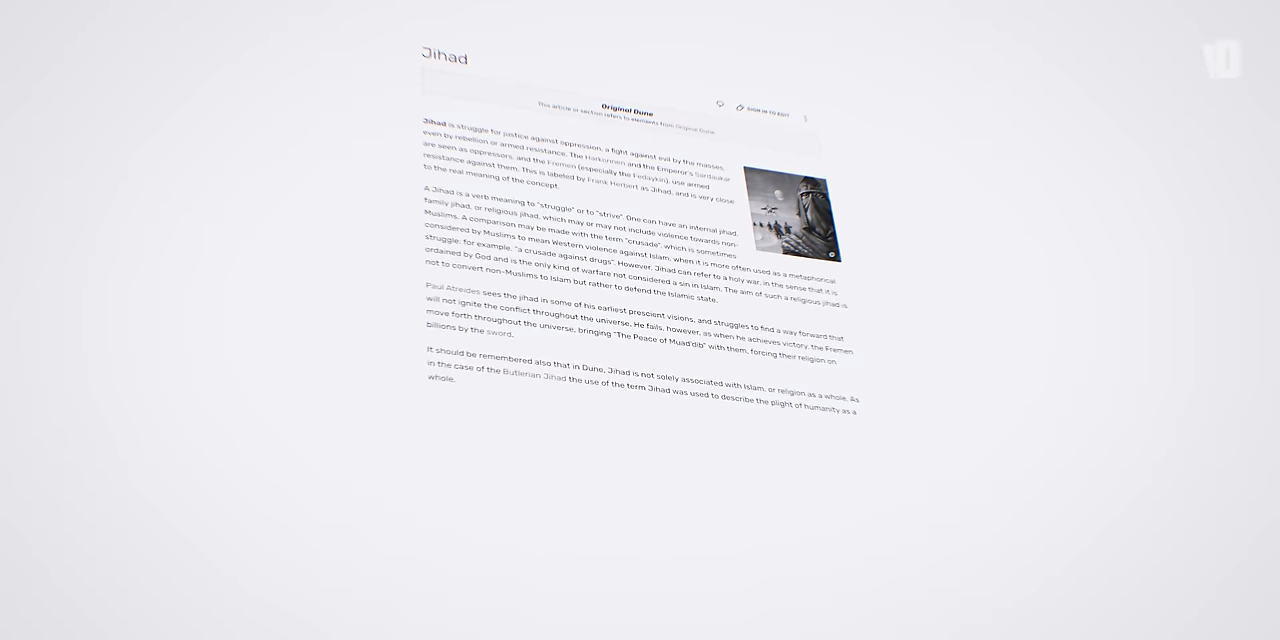 Jihad
SIGN IN TO EDIT
Original Dune
This article or section refers to elements from Original Dune.
Jihad is struggle for justice against oppression, a fight against evil by the masses,
even by rebellion or armed resistance. The Harkonnen and the Emperor's Sardaukar
are seen as oppressors, and the Fremen (especially the Fedaykin), use armed
resistance against them. This is labeled by Frank Herbert as Jihad, and is very close
to the real meaning of the concept.
A Jihad is a verb meaning to "struggle" or to "strive". One can have an internal jihad,
family jihad, or religious jihad, which may or may not include violence towards non-
Muslims. A comparison may be made with the term "crusade", which is sometimes
considered by Muslims to mean Western violence against Islam, when it is more often used as a metaphorical
struggle; for example, "a crusade against drugs". However, Jihad can refer to a holy war, in the sense that it is
ordained by God and is the only kind of warfare not considered a sin in Islam. The aim of such a religious jihad is
not to convert non-Muslims to Islam but rather to defend the Islamic state.
Paul Atreides sees the jihad in some of his earliest prescient visions, and struggles to find a way forward that
will not ignite the conflict throughout the universe. He fails, however, as when he achieves victory, the Fremen
move forth throughout the universe, bringing "The Peace of Muad'dib" with them, forcing their religion on
billions by the sword.
It should be remembered also that in Dune, Jihad is not solely associated with Islam, or religion as a whole. As
in the case of the Butlerian Jihad the use of the term Jihad was used to describe the plight of humanity as a
whole.